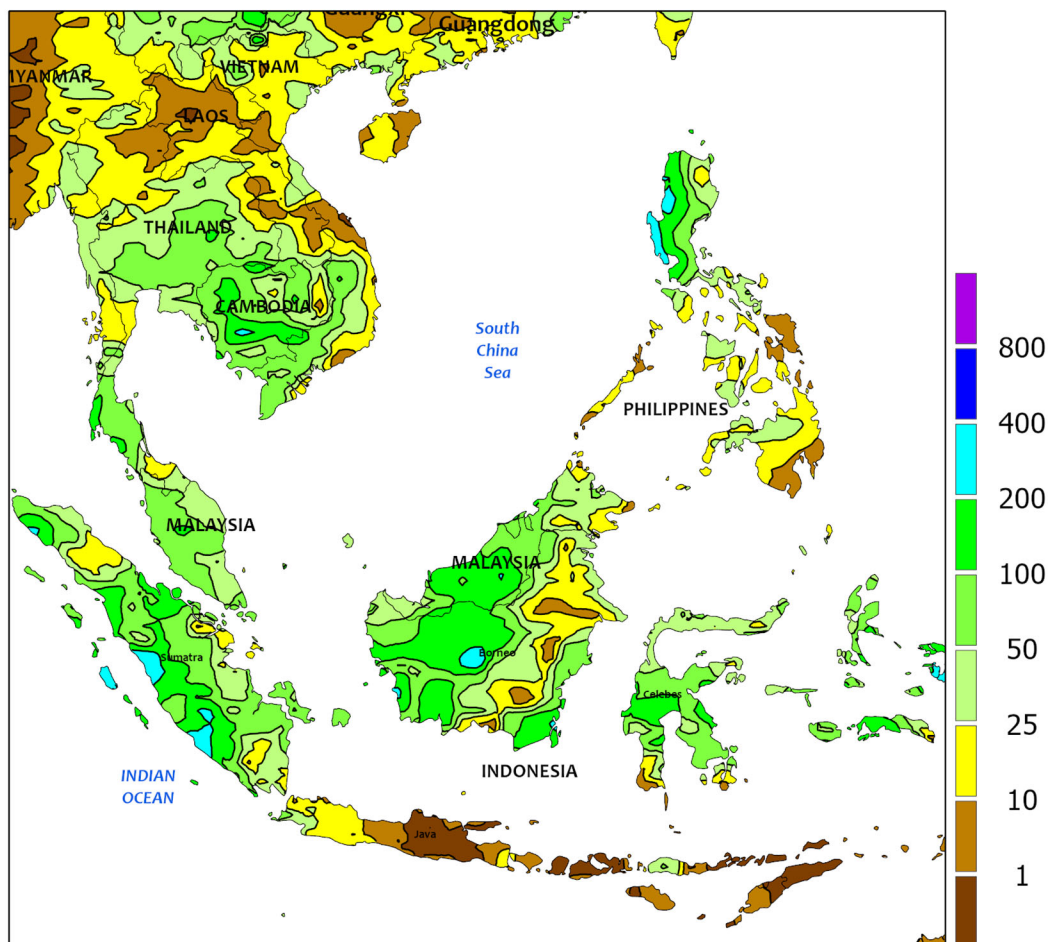 Guangdong
MYANMAR
VIETNAM
LAOS
THAILAND
CAMBODIA
South
China
Sea
PHILIPPINES
MALAYSIA
MALAYSIA
Sumatra
Borneo
Celebes
INDIAN
OCEAN
INDONESIA
Java
800
400
200
100
50
25
10
1